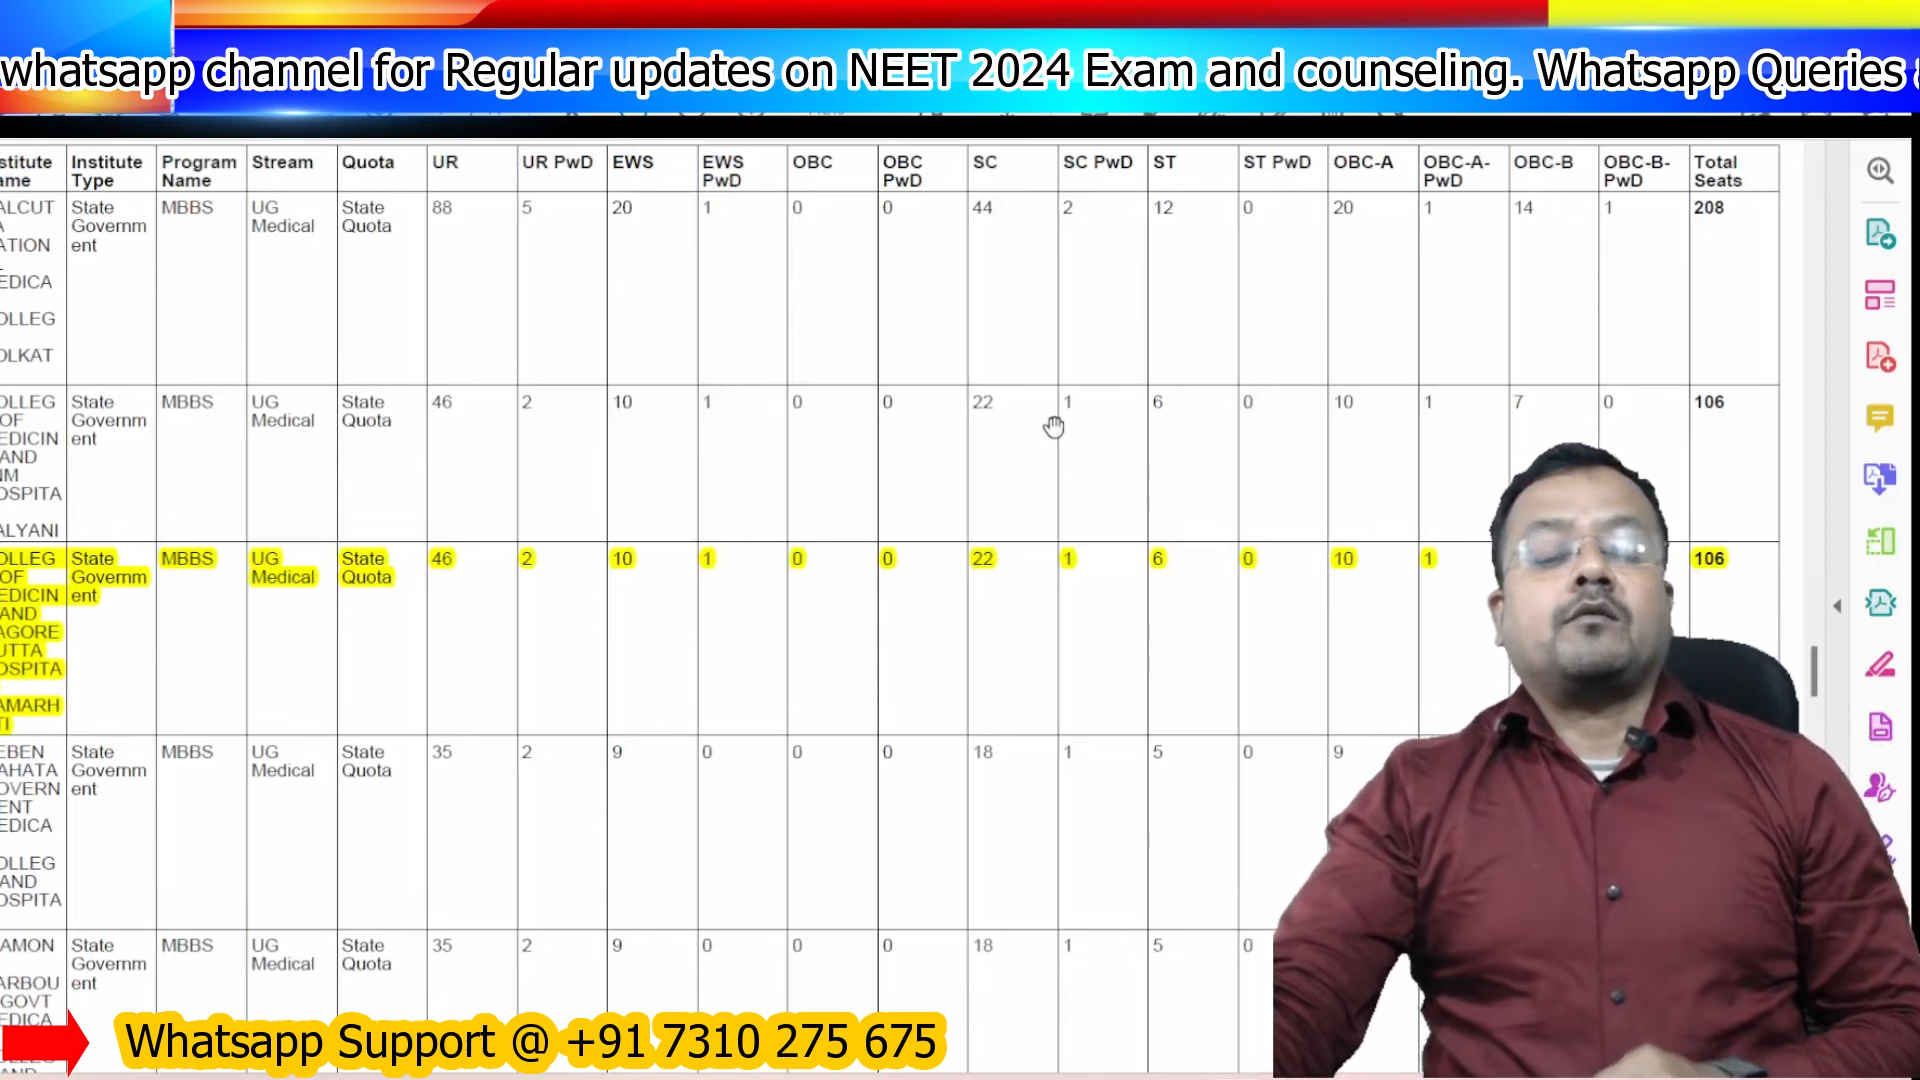 whatsapp channel for Regular updates on NEET 2024 Exam and counseling. Whatsapp Queries
stitute ame Institute Type Program Name Stream Quota UR UR PwD EWS EWS PwD OBC OBC PwD SC SC PwD ST ST PwD OBC-A OBC-A-PwD OBC-B OBC-B-PwD Total Seats
ALCUT State Government MBBS UG Medical State Quota 88 5 20 1 0 0 44 2 12 0 20 1 14 1 208
A
ATION
EDICA
OLLEG
OLKAT
OLLEG State Government MBBS UG Medical State Quota 46 2 10 1 0 0 22 1 6 0 10 1 7 0 106
OF
EDICIN
AND
NM
OSPITA
ALYANI
OLLEG State Government MBBS UG Medical State Quota 46 2 10 1 0 0 22 1 6 0 10 1 106
OF
EDICIN
AND
AGORE
UTTA
OSPITA
AMARH
TI
EBEN State Government MBBS UG Medical State Quota 35 2 9 0 0 0 18 1 5 0 9
AHATA
OVERN
ENT
EDICA
OLLEG
AND
OSPITA
AMON State Government MBBS UG Medical State Quota 35 2 9 0 0 0 18 1 5 0
ARBOU
GOVT
EDICA
Whatsapp Support @ +91 7310 275 675